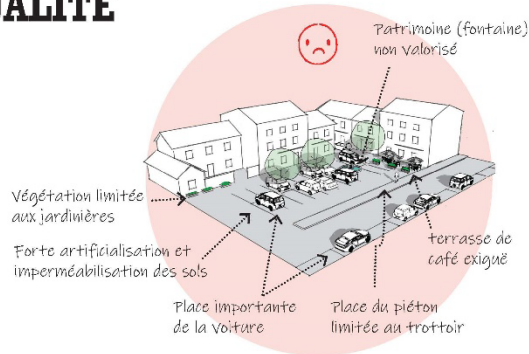 Patrimoine (fontaine)
non valorisé
Végétation limitée
aux jardinières
Forte artificialisation et
imperméabilisation des sols
Place importante
de la voiture
Place du piéton
limitée au trottoir
terrasse de
café exiguë